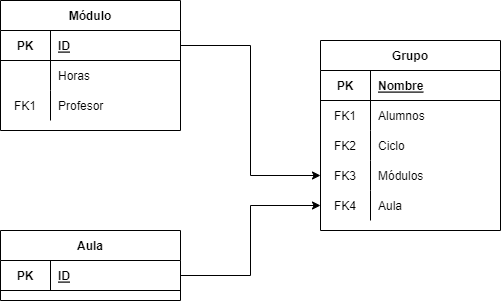 Módulo
PK ID
Horas
FK1 Profesor
Grupo
PK Nombre
FK1 Alumnos
FK2 Ciclo
FK3 Módulos
FK4 Aula
Aula
PK ID